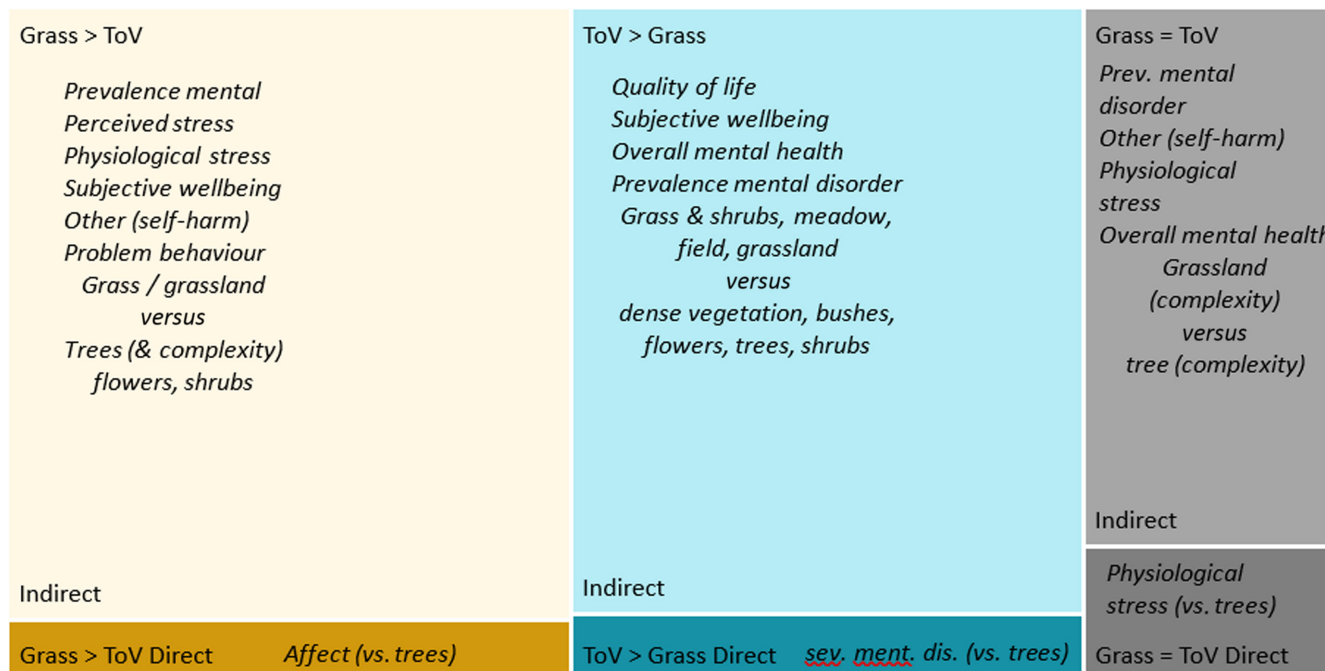 Grass > ToV
Prevalence mental
Perceived stress
Physiological stress
Subjective wellbeing
Other (self-harm)
Problem behaviour
Grass / grassland
versus
Trees (& complexity)
flowers, shrubs
Indirect
Grass > ToV Direct
Affect (vs. trees)
ToV > Grass
Quality of life
Subjective wellbeing
Overall mental health
Prevalence mental disorder
Grass & shrubs, meadow,
field, grassland
versus
dense vegetation, bushes,
flowers, trees, shrubs
Indirect
ToV > Grass Direct
sev. ment. dis. (vs. trees)
Grass = ToV
Prev. mental
disorder
Other (self-harm)
Physiological
stress
Overall mental health
Grassland
(complexity)
versus
tree (complexity)
Indirect
Physiological
stress (vs. trees)
Grass = ToV Direct